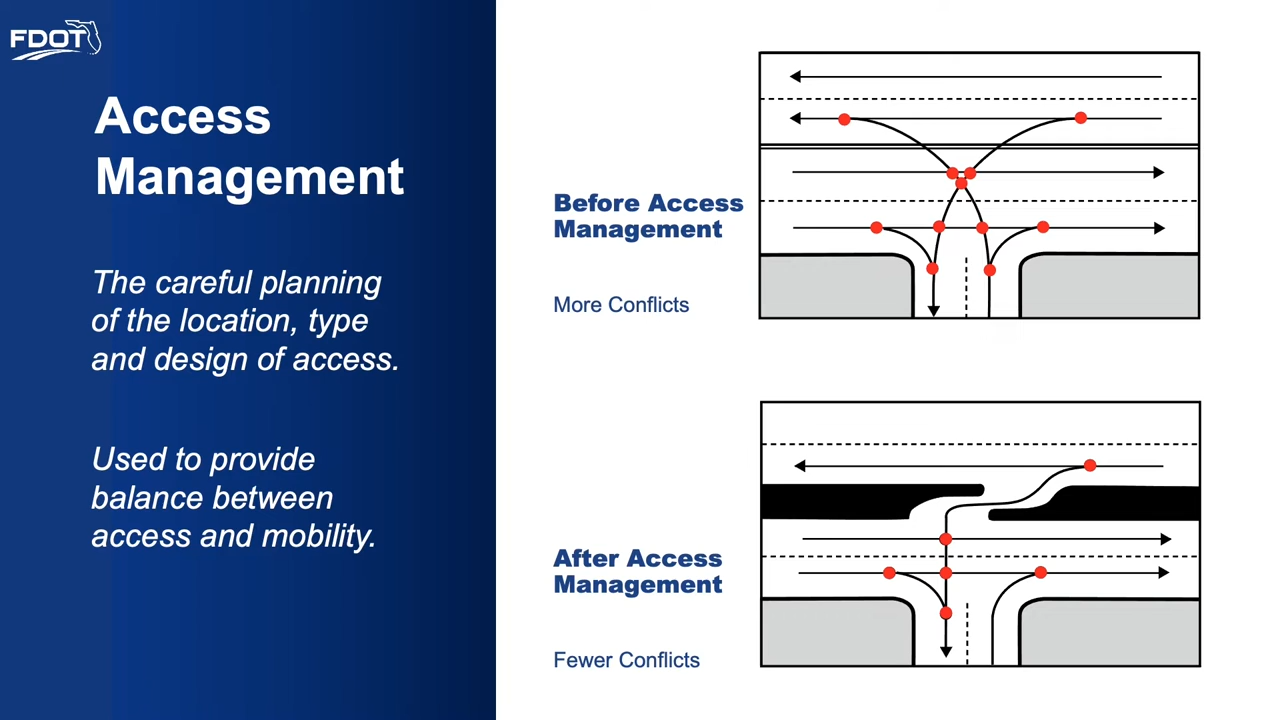 FDOT
Access
Management
The careful planning
of the location, type
and design of access.
Used to provide
balance between
access and mobility.
Before Access
Management
More Conflicts
After Access
Management
Fewer Conflicts